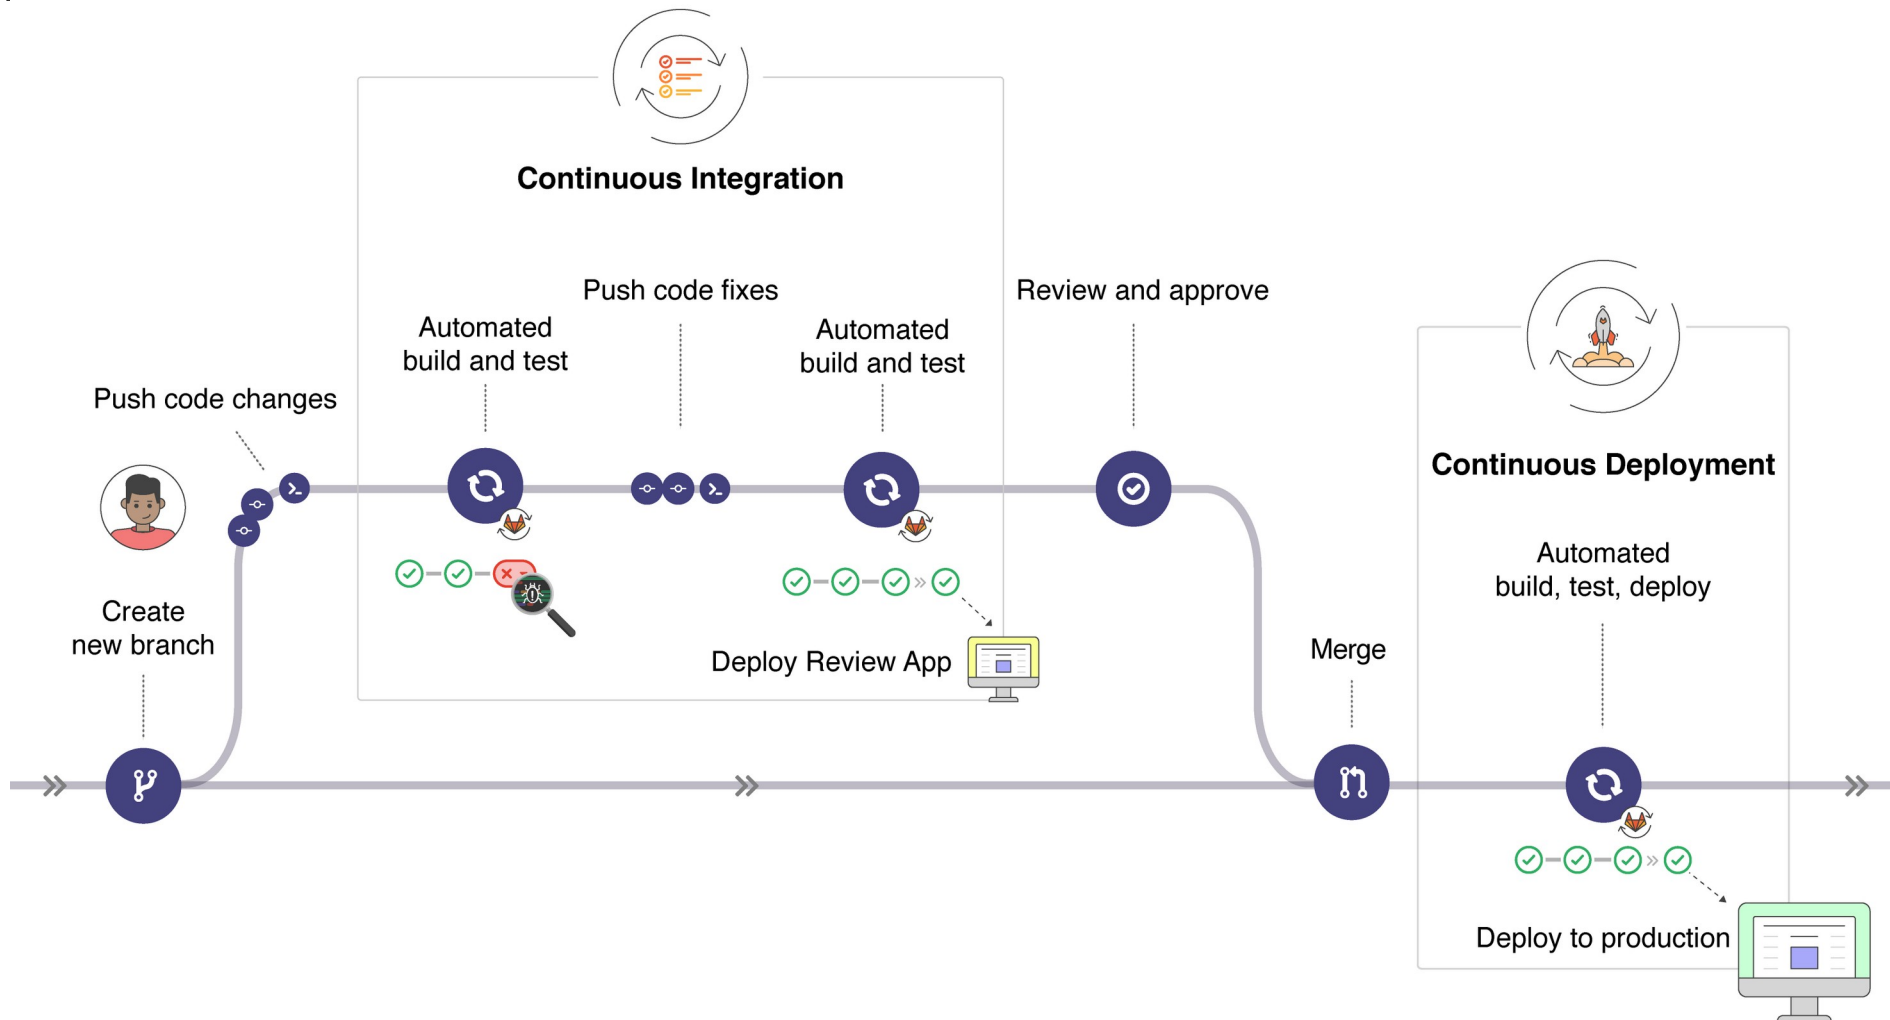 Continuous Integration
Push code fixes
Review and approve
Automated
build and test
Automated
build and test
Push code changes
Continuous Deployment
Automated
build, test, deploy
Create
new branch
Merge
Deploy Review App
Deploy to production